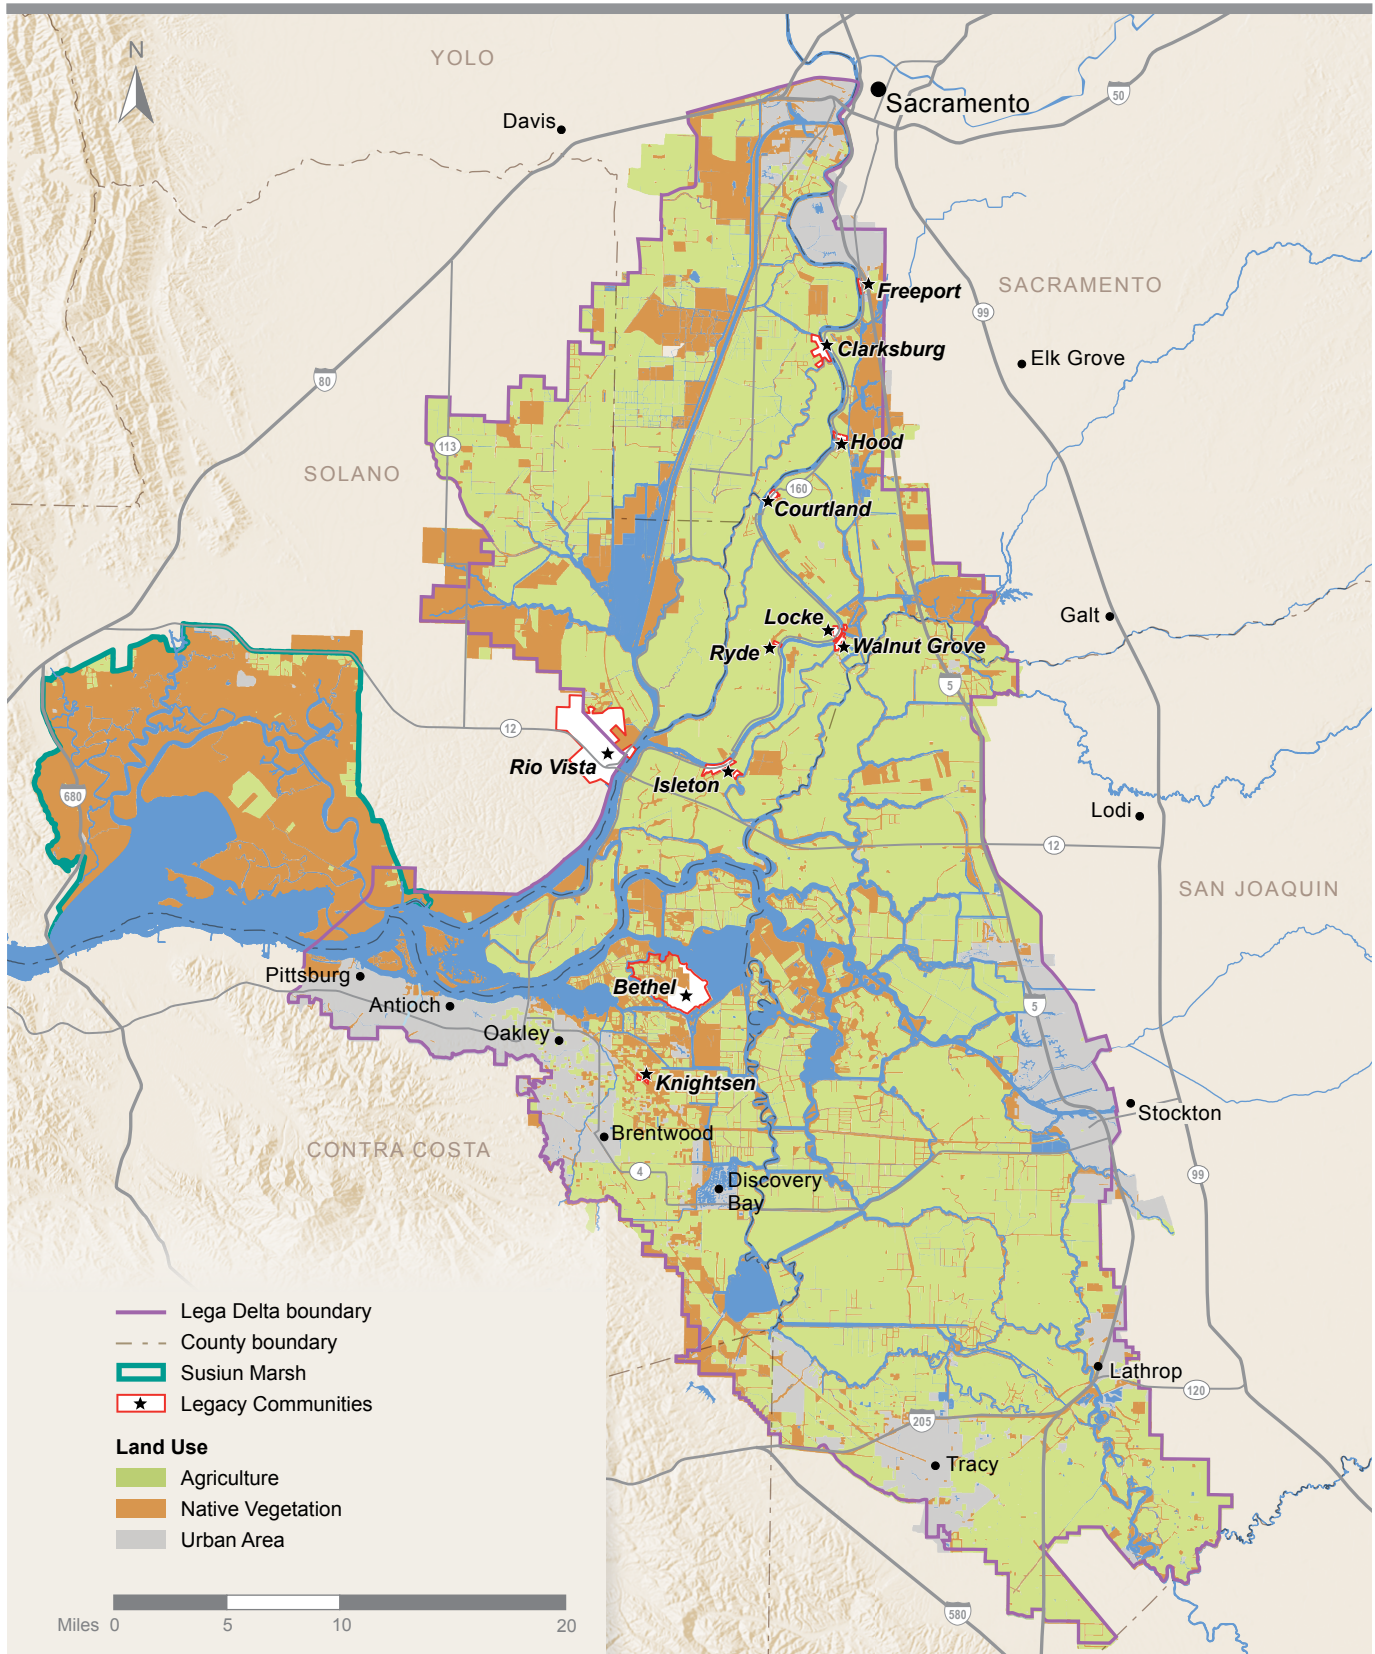 N
YOLO
Davis
Sacramento
50
SACRAMENTO
99
Freeport
Clarksburg
Elk Grove
80
113
Hood
SOLANO
160
Courtland
Locke
Galt
Ryde
Walnut Grove
5
12
Rio Vista
Isleton
680
Lodi
12
SAN JOAQUIN
Pittsburg
Bethel
Antioch
5
Oakley
Knightsen
Stockton
Brentwood
CONTRA COSTA
4
99
Discovery
Bay
Lega Delta boundary
County boundary
Susiun Marsh
Legacy Communities
Lathrop
120
205
Tracy
Land Use
Agriculture
Native Vegetation
Urban Area
580
Miles 0 5 10 20